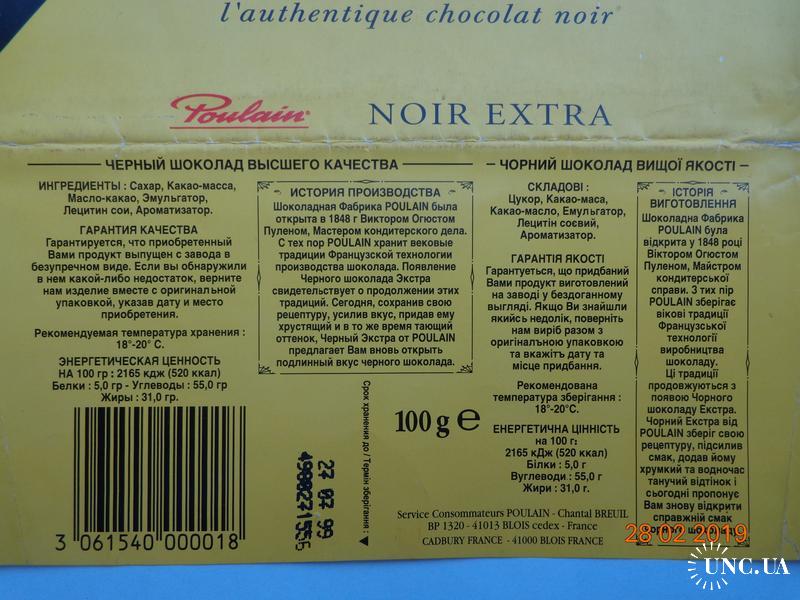 l'authentique chocolat noir
Poulain
NOIR EXTRA
ЧЕРНЫЙ ШОКОЛАД ВЫСШЕГО КАЧЕСТВА
ИНГРЕДИЕНТЫ : Сахар, Какао-масса,
Масло-какао, Эмульгатор,
Лецитин сои, Ароматизатор.
ГАРАНТИЯ КАЧЕСТВА
Гарантируется, что приобретенный
Вами продукт выпущен с завода в
безупречном виде. Если вы обнаружили
в нем какой-либо недостаток, верните
нам изделие вместе с оригинальной
упаковкой, указав дату и место
приобретения.
Рекомендуемая температура хранения :
18°-20° С.
ЭНЕРГЕТИЧЕСКАЯ ЦЕННОСТЬ
НА 100 гр : 2165 кдж (520 ккал)
Белки : 5,0 гр - Углеводы : 55,0 гр
Жиры : 31,0 гр.
3 061540 000018
ИСТОРИЯ ПРОИЗВОДСТВА
Шоколадная Фабрика POULAIN была
открыта в 1848 г Виктором Огюстом
Пуленом, Мастером кондитерского дела.
С тех пор POULAIN хранит вековые
традиции Французской технологии
производства шоколада. Появление
Черного шоколада Экстра
свидетельствует о продолжении этих
традиций. Сегодня, сохранив свою
рецептуру, усилив вкус, придав ему
хрустящий и в то же время тающий
оттенок, Черный Экстра от POULAIN
предлагает Вам вновь открыть
подлинный вкус черного шоколада.
Срок хранения до / Термін зберігання :
27 07 99
100 g e
ЧОРНИЙ ШОКОЛАД ВИЩОЇ ЯКОСТІ
СКЛАДОВІ :
Цукор, Какао-маса,
Какао-масло, Емульгатор,
Лецитін соєвий,
Ароматизатор.
ГАРАНТІЯ ЯКОСТІ
Гарантується, що придбаний
Вами продукт виготовлений
на заводі у бездоганному
вигляді. Якщо Ви знайшли
якийсь недолік, поверніть
нам виріб разом з
оригінальною упаковкою
та вкажіть дату та
місце придбання.
Рекомендована
температура зберігання :
18°-20°С.
ЕНЕРГЕТИЧНА ЦІННІСТЬ
на 100 г:
2165 кДж (520 ккал)
Білки : 5,0 г
Вуглеводи : 55,0 г
Жири : 31,0 г.
ІСТОРІЯ
ВИГОТОВЛЕННЯ
Шоколадна Фабрика
POULAIN була
відкрита у 1848 році
Віктором Огюстом
Пуленом, Майстром
кондитерської
справи. З тих пір
POULAIN зберігає
вікові традиції
Французької
технології
виробництва
шоколаду.
Ці традиції
продовжуються з
появою Чорного
шоколаду Екстра.
Чорний Екстра від
POULAIN зберіг свою
рецептуру, підсилив
смак, додав йому
хрумкий та водночас
танучий відтінок і
сьогодні пропонує
Вам знову відкрити
справжній смак
чорного шоколаду.
Service Consommateurs POULAIN - Chantal BREUIL
BP 1320 - 41013 BLOIS cedex - France
CADBURY FRANCE - 41000 BLOIS FRANCE
28 02 2019
UNC.UA